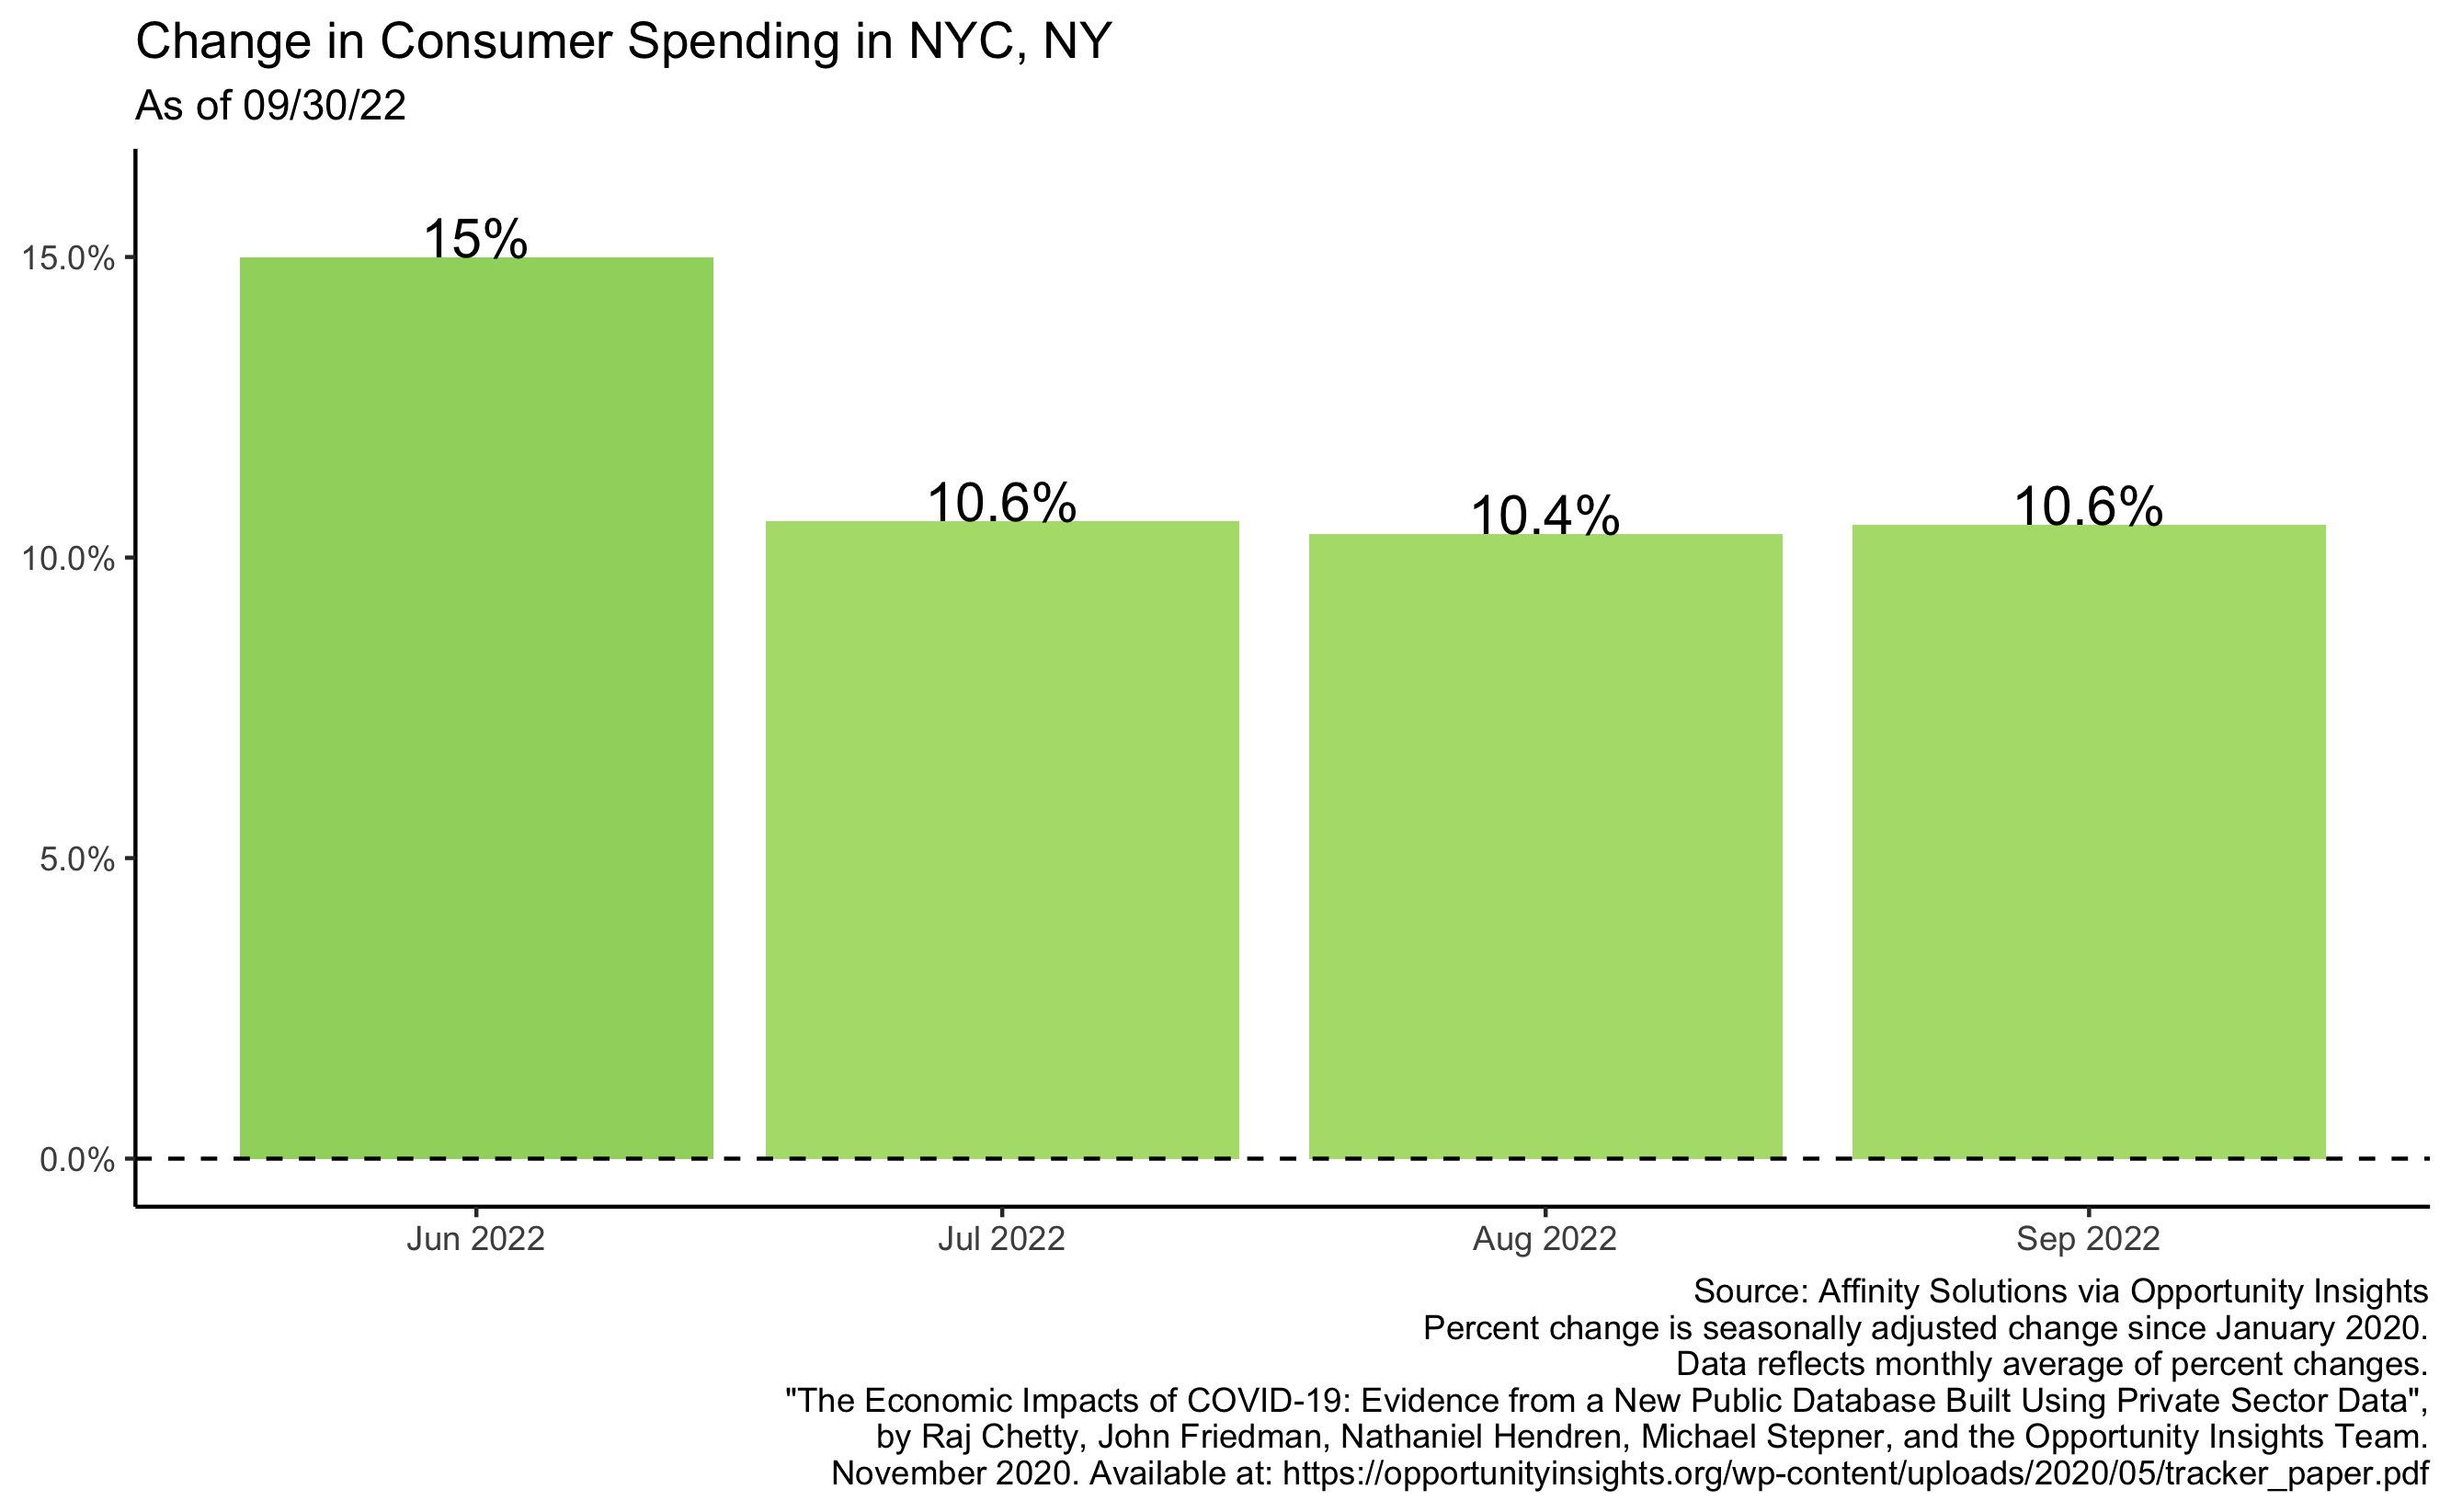 Change in Consumer Spending in NYC, NY
As of 09/30/22
15%
15.0%
10.6%
10.4%
10.6%
10.0%
5.0%
0.0%
Jun 2022
Jul 2022
Aug 2022
Sep 2022
Source: Affinity Solutions via Opportunity Insights
Percent change is seasonally adjusted change since January 2020.
Data reflects monthly average of percent changes.
"The Economic Impacts of COVID-19: Evidence from a New Public Database Built Using Private Sector Data",
by Raj Chetty, John Friedman, Nathaniel Hendren, Michael Stepner, and the Opportunity Insights Team.
November 2020. Available at: https://opportunityinsights.org/wp-content/uploads/2020/05/tracker_paper.pdf